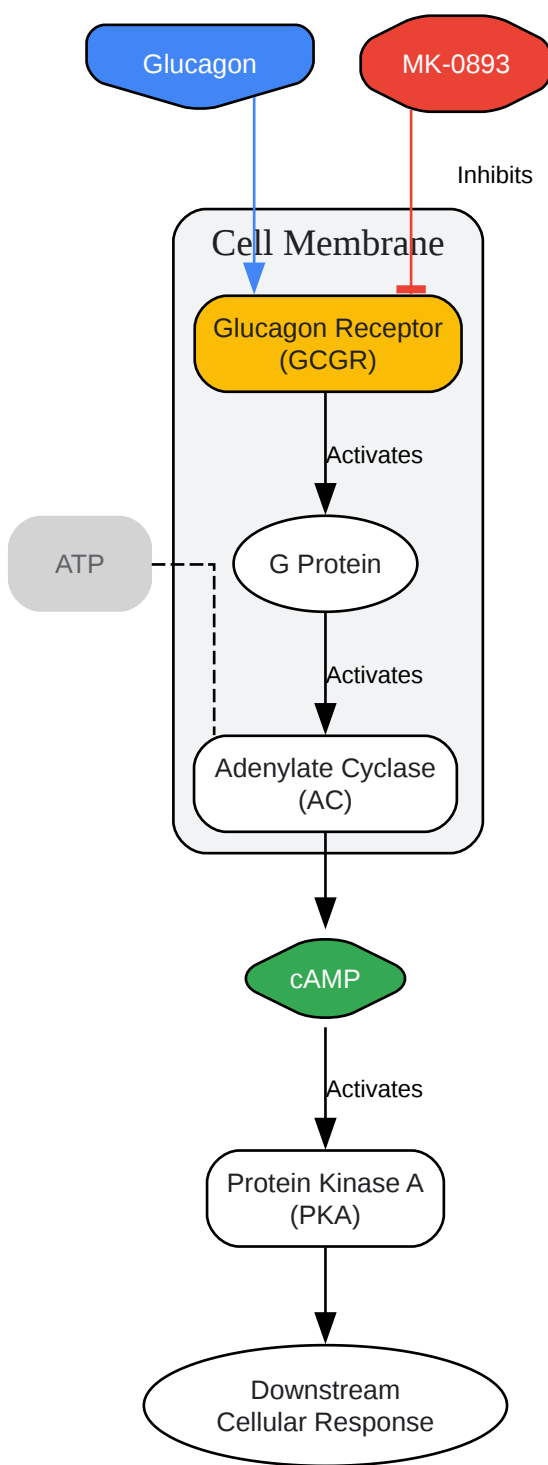 Glucagon
MK-0893
Inhibits
Cell Membrane
Glucagon Receptor
(GCGR)
Activates
ATP
G Protein
Activates
Adenylate Cyclase
(AC)
cAMP
Activates
Protein Kinase A
(PKA)
Downstream
Cellular Response